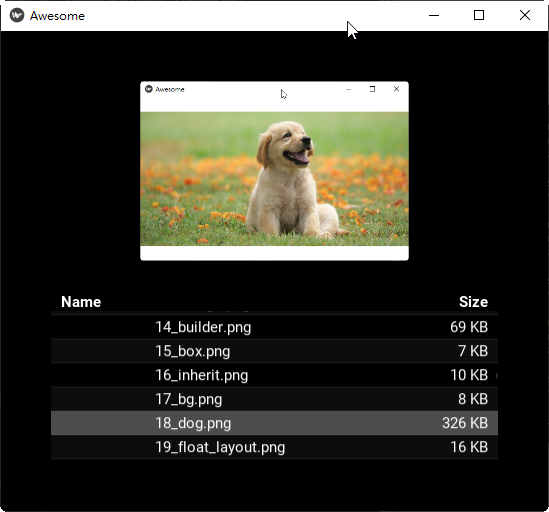 Awesome
Awesome
Name Size
14_builder.png 69 KB
15_box.png 7 KB
16_inherit.png 10 KB
17_bg.png 8 KB
18_dog.png 326 KB
19_float_layout.png 16 KB